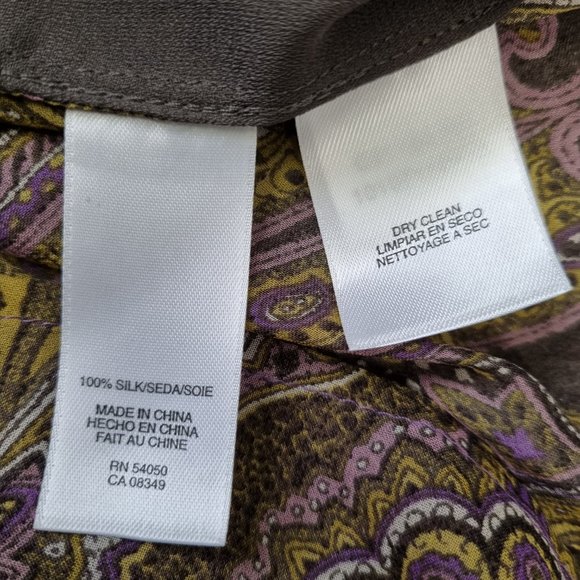 100% SILK/SEDA/SOIE
MADE IN CHINA
HECHO EN CHINA
FAIT AU CHINE
RN 54050
CA 08349
DRY CLEAN
LIMPIAR EN SECO
NETTOYAGE A SEC